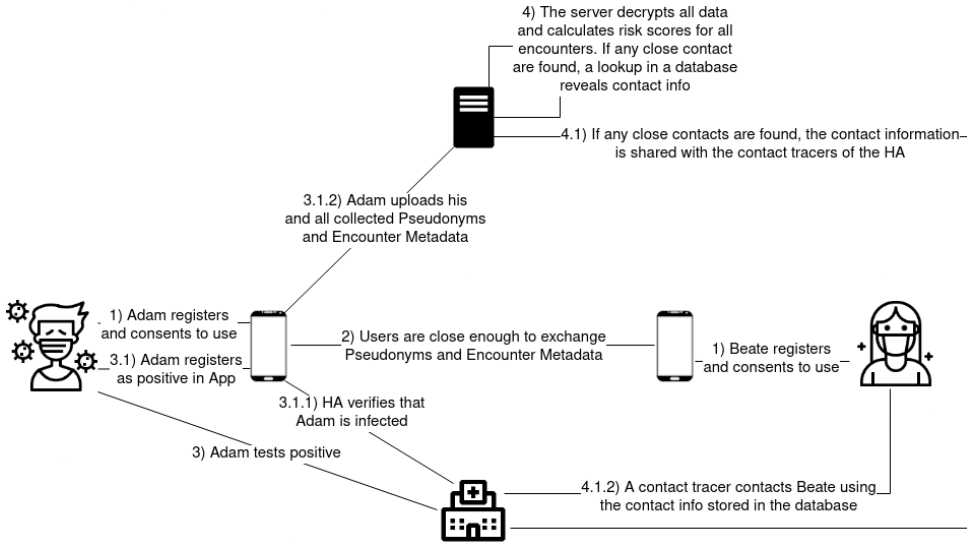 4) The server decrypts all data
and calculates risk scores for all
encounters. If any close contact
are found, a lookup in a database
reveals contact info
4.1) If any close contacts are found, the contact information
is shared with the contact tracers of the HA
3.1.2) Adam uploads his
and all collected Pseudonyms
and Encounter Metadata
1) Adam registers
and consents to use
3.1) Adam registers
as positive in App
2) Users are close enough to exchange
Pseudonyms and Encounter Metadata
1) Beate registers
and consents to use
3.1.1) HA verifies that
Adam is infected
3) Adam tests positive
4.1.2) A contact tracer contacts Beate using
the contact info stored in the database